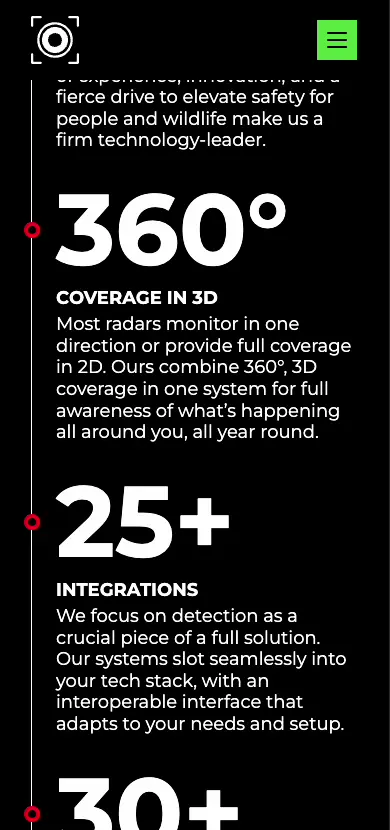 of experience, innovation, and a
fierce drive to elevate safety for
people and wildlife make us a
firm technology-leader.
360°
COVERAGE IN 3D
Most radars monitor in one
direction or provide full coverage
in 2D. Ours combine 360°, 3D
coverage in one system for full
awareness of what’s happening
all around you, all year round.
25+
INTEGRATIONS
We focus on detection as a
crucial piece of a full solution.
Our systems slot seamlessly into
your tech stack, with an
interoperable interface that
adapts to your needs and setup.
30+